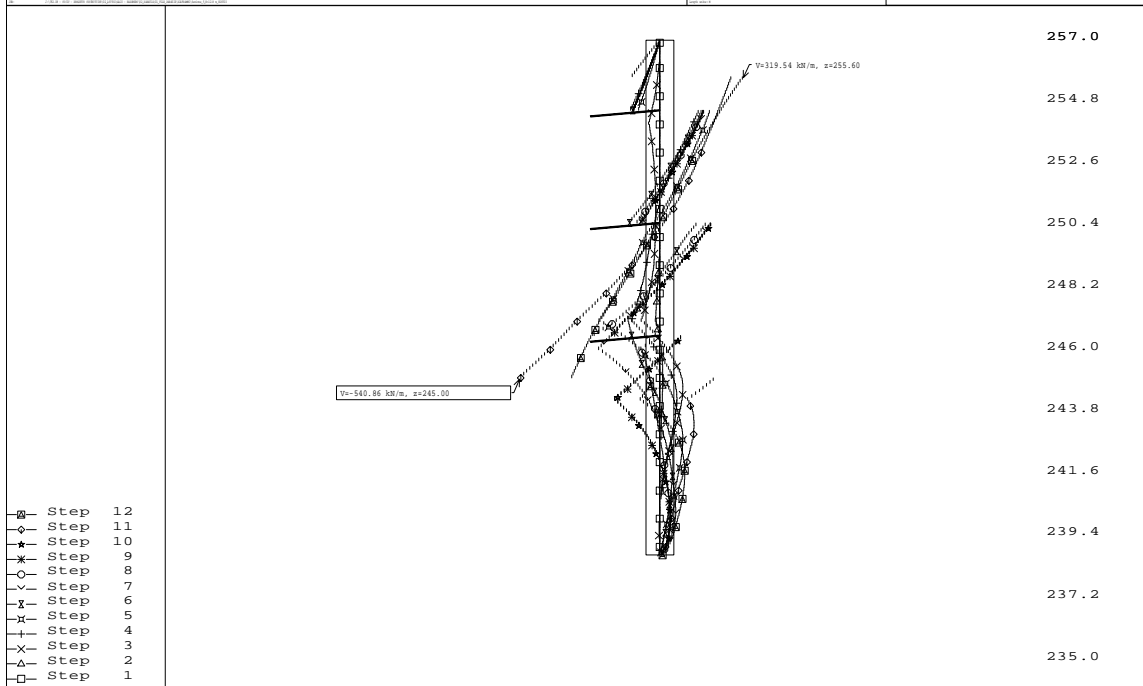 257.0
V=319.54 kN/m, z=255.60
254.8
252.6
250.4
248.2
246.0
V=-540.86 kN/m, z=245.00
243.8
241.6
239.4
237.2
235.0
Step 12
Step 11
Step 10
Step 9
Step 8
Step 7
Step 6
Step 5
Step 4
Step 3
Step 2
Step 1